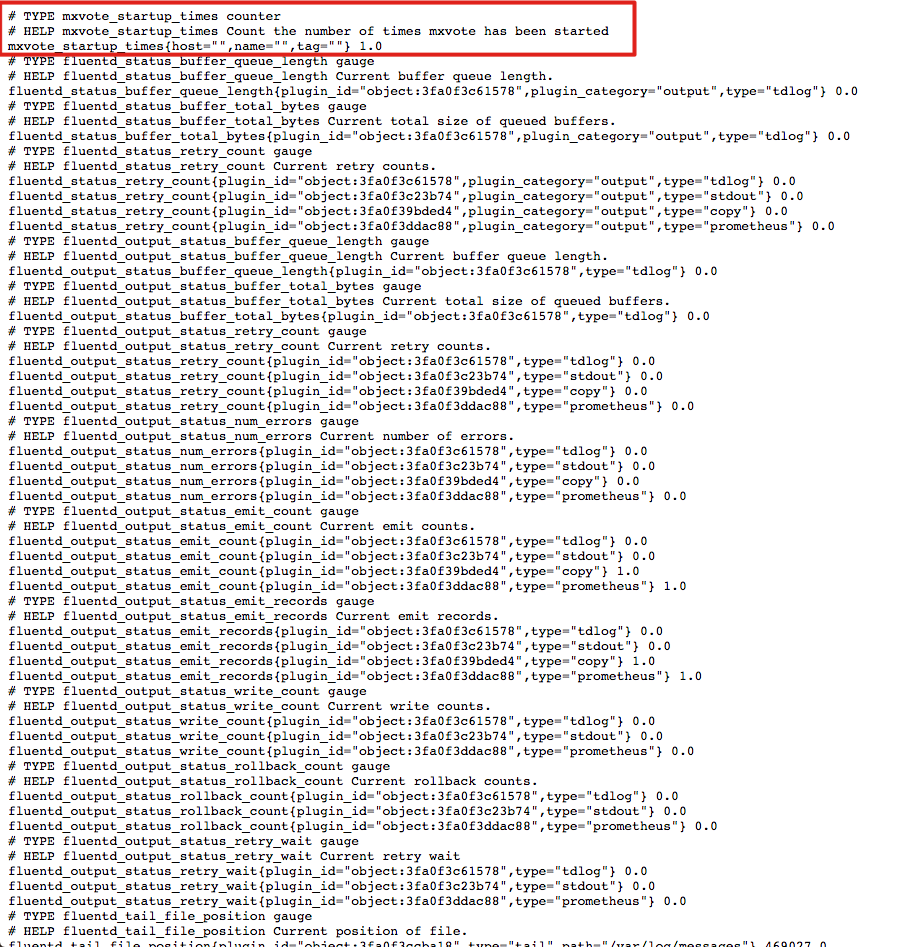 # TYPE mxvote_startup_times counter
# HELP mxvote_startup_times Count the number of times mxvote has been started
mxvote_startup_times{host="",name="",tag=""} 1.0
# TYPE fluentd_status_buffer_queue_length gauge
# HELP fluentd_status_buffer_queue_length Current buffer queue length.
fluentd_status_buffer_queue_length{plugin_id="object:3fa0f3c61578",plugin_category="output",type="tdlog"} 0.0
# TYPE fluentd_status_buffer_total_bytes gauge
# HELP fluentd_status_buffer_total_bytes Current total size of queued buffers.
fluentd_status_buffer_total_bytes{plugin_id="object:3fa0f3c61578",plugin_category="output",type="tdlog"} 0.0
# TYPE fluentd_status_retry_count gauge
# HELP fluentd_status_retry_count Current retry counts.
fluentd_status_retry_count{plugin_id="object:3fa0f3c61578",plugin_category="output",type="tdlog"} 0.0
fluentd_status_retry_count{plugin_id="object:3fa0f3c23b74",plugin_category="output",type="stdout"} 0.0
fluentd_status_retry_count{plugin_id="object:3fa0f39bded4",plugin_category="output",type="copy"} 0.0
fluentd_status_retry_count{plugin_id="object:3fa0f3ddac88",plugin_category="output",type="prometheus"} 0.0
# TYPE fluentd_output_status_buffer_queue_length gauge
# HELP fluentd_output_status_buffer_queue_length Current buffer queue length.
fluentd_output_status_buffer_queue_length{plugin_id="object:3fa0f3c61578",type="tdlog"} 0.0
# TYPE fluentd_output_status_buffer_total_bytes gauge
# HELP fluentd_output_status_buffer_total_bytes Current total size of queued buffers.
fluentd_output_status_buffer_total_bytes{plugin_id="object:3fa0f3c61578",type="tdlog"} 0.0
# TYPE fluentd_output_status_retry_count gauge
# HELP fluentd_output_status_retry_count Current retry counts.
fluentd_output_status_retry_count{plugin_id="object:3fa0f3c61578",type="tdlog"} 0.0
fluentd_output_status_retry_count{plugin_id="object:3fa0f3c23b74",type="stdout"} 0.0
fluentd_output_status_retry_count{plugin_id="object:3fa0f39bded4",type="copy"} 0.0
fluentd_output_status_retry_count{plugin_id="object:3fa0f3ddac88",type="prometheus"} 0.0
# TYPE fluentd_output_status_num_errors gauge
# HELP fluentd_output_status_num_errors Current number of errors.
fluentd_output_status_num_errors{plugin_id="object:3fa0f3c61578",type="tdlog"} 0.0
fluentd_output_status_num_errors{plugin_id="object:3fa0f3c23b74",type="stdout"} 0.0
fluentd_output_status_num_errors{plugin_id="object:3fa0f39bded4",type="copy"} 0.0
fluentd_output_status_num_errors{plugin_id="object:3fa0f3ddac88",type="prometheus"} 0.0
# TYPE fluentd_output_status_emit_count gauge
# HELP fluentd_output_status_emit_count Current emit counts.
fluentd_output_status_emit_count{plugin_id="object:3fa0f3c61578",type="tdlog"} 0.0
fluentd_output_status_emit_count{plugin_id="object:3fa0f3c23b74",type="stdout"} 0.0
fluentd_output_status_emit_count{plugin_id="object:3fa0f39bded4",type="copy"} 1.0
fluentd_output_status_emit_count{plugin_id="object:3fa0f3ddac88",type="prometheus"} 1.0
# TYPE fluentd_output_status_emit_records gauge
# HELP fluentd_output_status_emit_records Current emit records.
fluentd_output_status_emit_records{plugin_id="object:3fa0f3c61578",type="tdlog"} 0.0
fluentd_output_status_emit_records{plugin_id="object:3fa0f3c23b74",type="stdout"} 0.0
fluentd_output_status_emit_records{plugin_id="object:3fa0f39bded4",type="copy"} 1.0
fluentd_output_status_emit_records{plugin_id="object:3fa0f3ddac88",type="prometheus"} 1.0
# TYPE fluentd_output_status_write_count gauge
# HELP fluentd_output_status_write_count Current write counts.
fluentd_output_status_write_count{plugin_id="object:3fa0f3c61578",type="tdlog"} 0.0
fluentd_output_status_write_count{plugin_id="object:3fa0f3c23b74",type="stdout"} 0.0
fluentd_output_status_write_count{plugin_id="object:3fa0f3ddac88",type="prometheus"} 0.0
# TYPE fluentd_output_status_rollback_count gauge
# HELP fluentd_output_status_rollback_count Current rollback counts.
fluentd_output_status_rollback_count{plugin_id="object:3fa0f3c61578",type="tdlog"} 0.0
fluentd_output_status_rollback_count{plugin_id="object:3fa0f3c23b74",type="stdout"} 0.0
fluentd_output_status_rollback_count{plugin_id="object:3fa0f3ddac88",type="prometheus"} 0.0
# TYPE fluentd_output_status_retry_wait gauge
# HELP fluentd_output_status_retry_wait Current retry wait
fluentd_output_status_retry_wait{plugin_id="object:3fa0f3c61578",type="tdlog"} 0.0
fluentd_output_status_retry_wait{plugin_id="object:3fa0f3c23b74",type="stdout"} 0.0
fluentd_output_status_retry_wait{plugin_id="object:3fa0f3ddac88",type="prometheus"} 0.0
# TYPE fluentd_tail_file_position gauge
# HELP fluentd_tail_file_position Current position of file.
fluentd_tail_file_position{plugin_id="object:3fa0f3ccba18",type="tail",path="/var/log/messages"} 469027.0